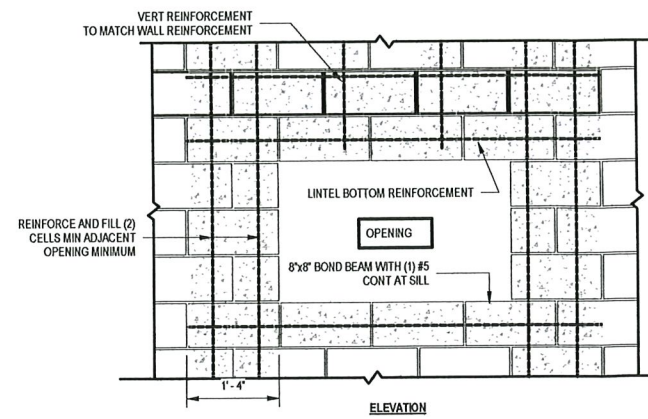 VERT REINFORCEMENT
TO MATCH WALL REINFORCEMENT
LINTEL BOTTOM REINFORCEMENT
REINFORCE AND FILL (2)
CELLS MIN ADJACENT
OPENING MINIMUM
OPENING
8"x8" BOND BEAM WITH (1) #5
CONT AT SILL
1' - 4"
ELEVATION